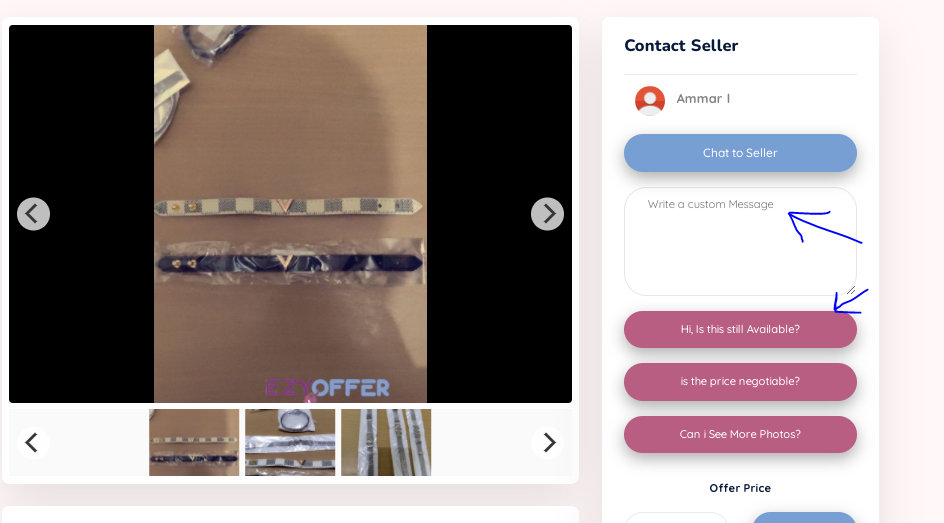 EZYOFFER
Contact Seller
Ammar I
Chat to Seller
Write a custom Message
Hi, Is this still Available?
is the price negotiable?
Can i See More Photos?
Offer Price